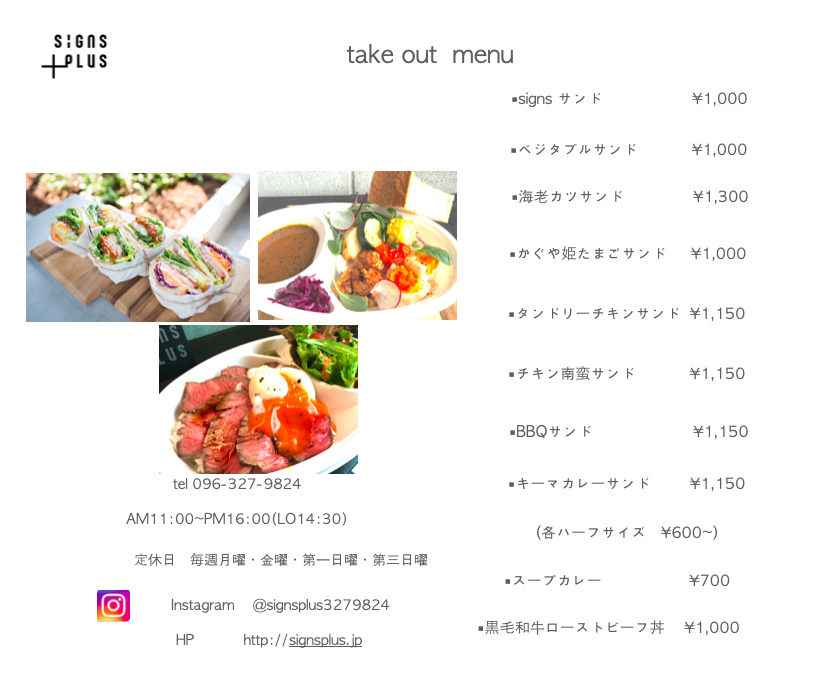 SIGNS
PLUS
take out menu
▪signs サンド ¥1,000
▪ベジタブルサンド ¥1,000
▪海老カツサンド ¥1,300
▪かぐや姫たまごサンド ¥1,000
▪タンドリーチキンサンド ¥1,150
▪チキン南蛮サンド ¥1,150
▪BBQサンド ¥1,150
▪キーマカレーサンド ¥1,150
(各ハーフサイズ ¥600~)
▪スープカレー ¥700
▪黒毛和牛ローストビーフ丼 ¥1,000
SIGNS
PLUS
tel 096-327-9824
AM11:00~PM16:00(LO14:30)
定休日 毎週月曜・金曜・第一日曜・第三日曜
Instagram @signsplus3279824
HP http://signsplus.jp